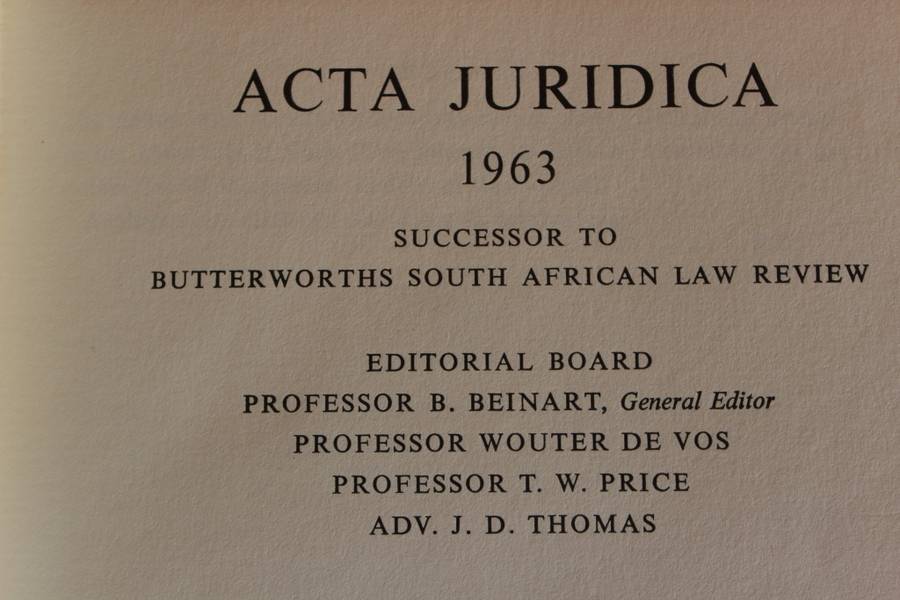 ACTA JURIDICA
1963
SUCCESSOR TO
BUTTERWORTHS SOUTH AFRICAN LAW REVIEW
EDITORIAL BOARD
PROFESSOR B. BEINART, General Editor
PROFESSOR WOUTER DE VOS
PROFESSOR T. W. PRICE
ADV. J. D. THOMAS